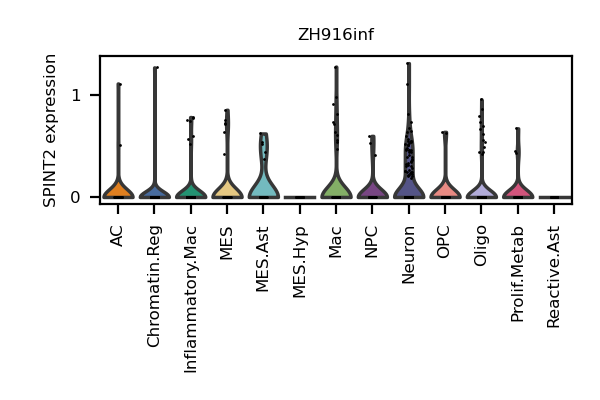 ZH916inf
SPINT2 expression
1
0
AC
Chromatin.Reg
Inflammatory.Mac
MES
MES.Ast
MES.Hyp
Mac
NPC
Neuron
OPC
Oligo
Prolif.Metab
Reactive.Ast